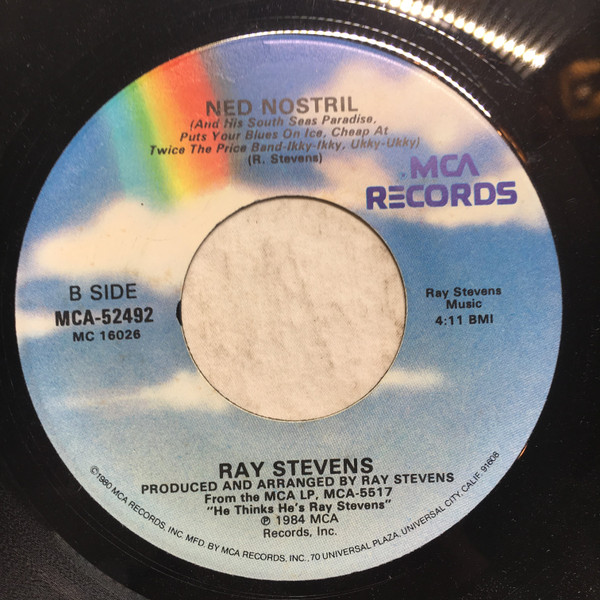 NED NOSTRIL
(And His South Seas Paradise,
Puts Your Blues On Ice, Cheap At
Twice The Price Band-Ikky-Ikky, Ukky-Ukky)
(R. Stevens)
MCA
RECORDS
B SIDE
MCA-52492
MC 16026
Ray Stevens
Music
4:11 BMI
RAY STEVENS
PRODUCED AND ARRANGED BY RAY STEVENS
From the MCA LP, MCA-5517
"He Thinks He's Ray Stevens"
℗ 1984 MCA
Records, Inc.
©1980 MCA RECORDS, INC. MFD. BY MCA RECORDS, INC., 70 UNIVERSAL PLAZA, UNIVERSAL CITY, CALIF. 91608